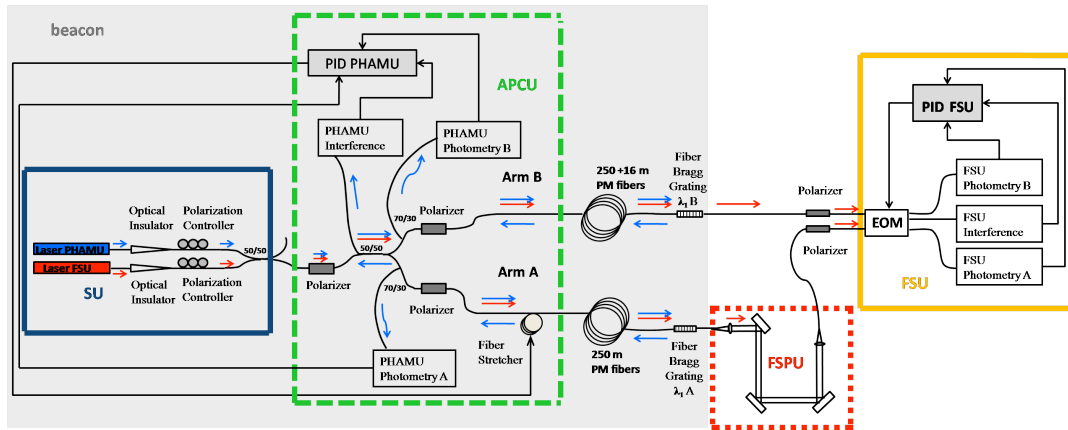 beacon
PID PHAMU
APCU
PHAMU
Interference
PHAMU
Photometry B
70/30
Polarizer
Arm B
250 +16 m
PM fibers
Fiber
Bragg
Grating
λ₁ B
Polarizer
PID FSU
FSU
Photometry B
EOM
FSU
Interference
FSU
Photometry A
Polarizer
FSU
Optical
Insulator
Polarization
Controller
Laser PHAMU
Laser FSU
50/50
Optical
Insulator
Polarization
Controller
SU
Polarizer
50/50
70/30
Polarizer
Arm A
Fiber
Stretcher
PHAMU
Photometry A
250 m
PM fibers
Fiber
Bragg
Grating
λ₁ A
FSPU